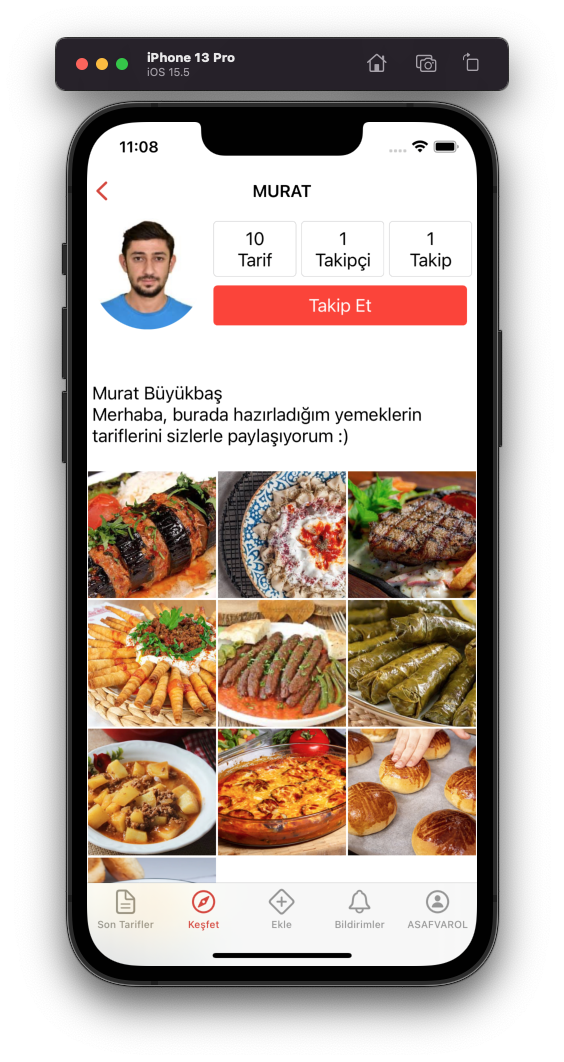 iPhone 13 Pro
iOS 15.5
11:08
MURAT
10
Tarif
1
Takipçi
1
Takip
Takip Et
Murat Büyükbaş
Merhaba, burada hazırladığım yemeklerin
tariflerini sizlerle paylaşıyorum :)
Son Tarifler
Keşfet
Ekle
Bildirimler
ASAFVAROL